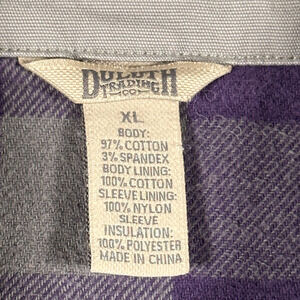 DULUTH
TRADING
CO
XL
BODY:
97% COTTON
3% SPANDEX
BODY LINING:
100% COTTON
SLEEVE LINING:
100% NYLON
SLEEVE
INSULATION:
100% POLYESTER
MADE IN CHINA